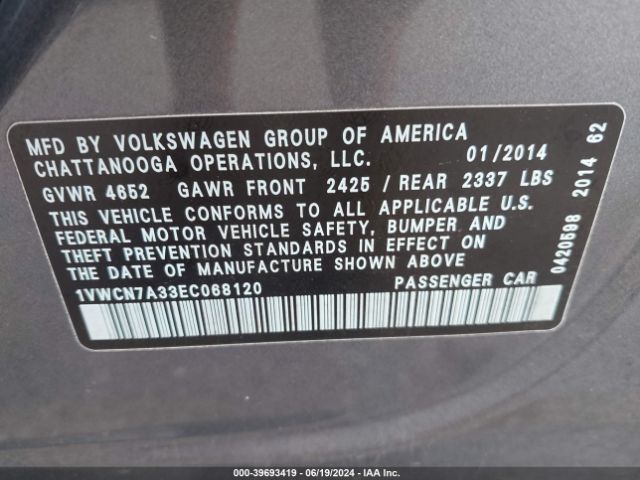 MFD BY VOLKSWAGEN GROUP OF AMERICA
CHATTANOOGA OPERATIONS, LLC. 01/2014
GVWR 4652 GAWR FRONT 2425 / REAR 2337 LBS
THIS VEHICLE CONFORMS TO ALL APPLICABLE U.S.
FEDERAL MOTOR VEHICLE SAFETY, BUMPER AND
THEFT PREVENTION STANDARDS IN EFFECT ON
THE DATE OF MANUFACTURE SHOWN ABOVE
1VWCN7A33EC068120 PASSENGER CAR
0420598 2014 62
000-39693419 - 06/19/2024 - IAA Inc.